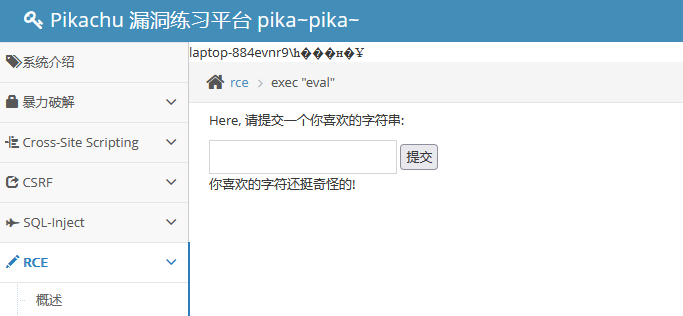 Pikachu 漏洞练习平台 pika~pika~
系统介绍
暴力破解
Cross-Site Scripting
CSRF
SQL-Inject
RCE
概述
laptop-884evnr9\
rce
exec "eval"
Here, 请提交一个你喜欢的字符串:
提交
你喜欢的字符还挺奇怪的!